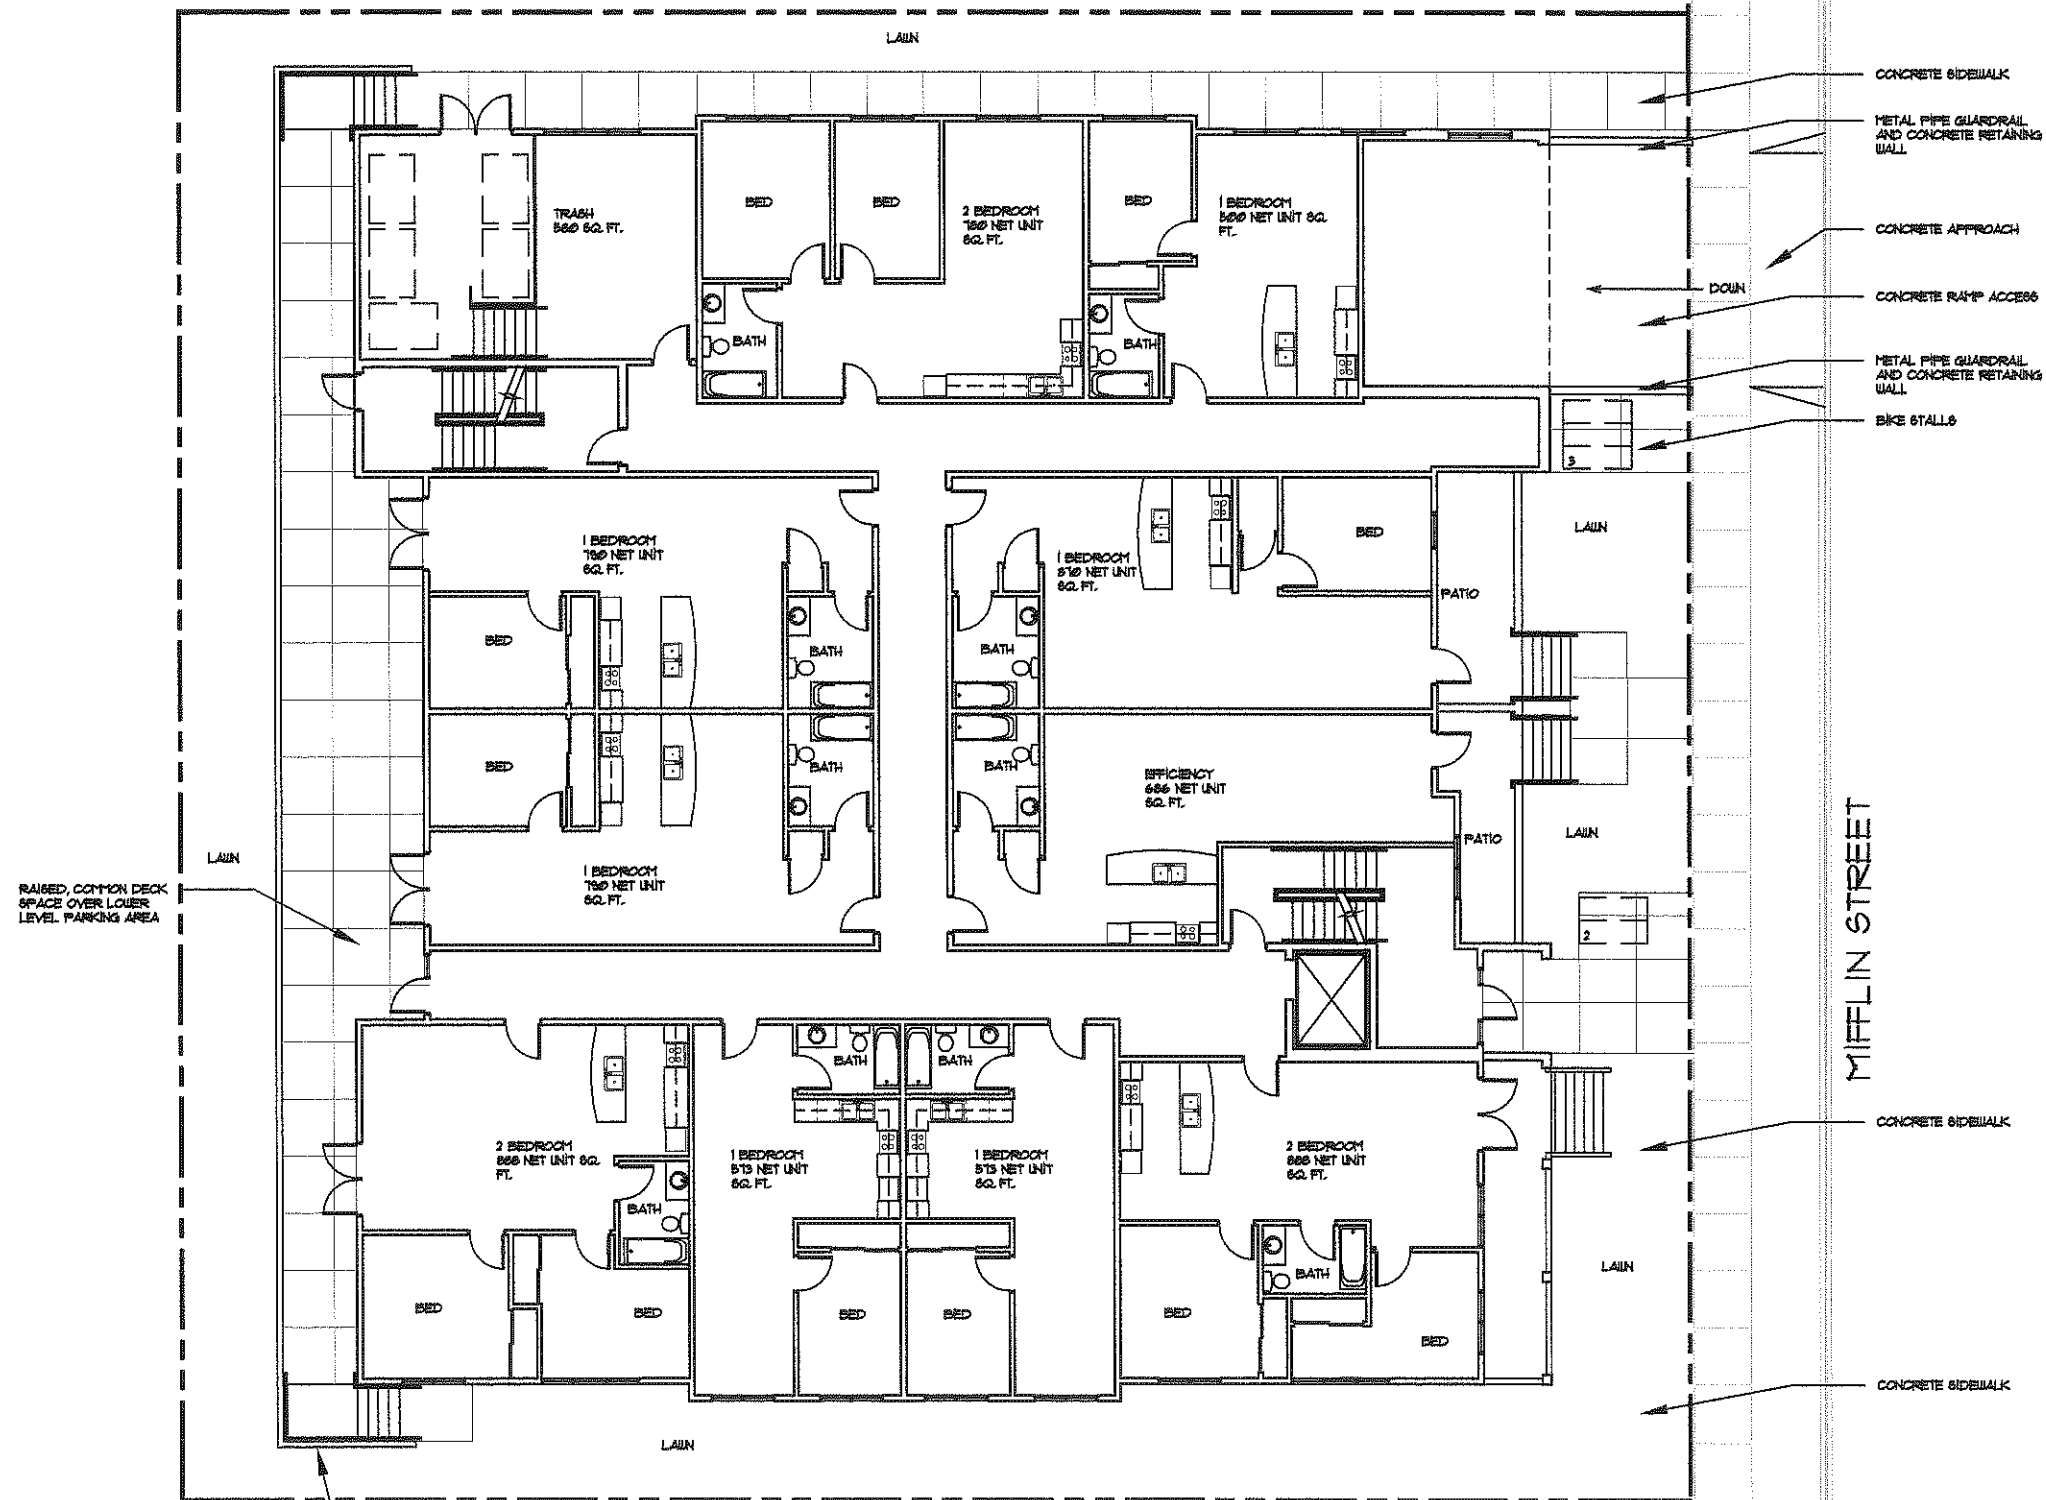 LAWN
CONCRETE SIDEWALK
METAL PIPE GUARDRAIL
AND CONCRETE RETAINING
WALL
BED
BED
2 BEDROOM
NET UNIT
SQ. FT.
BED
1 BEDROOM
NET UNIT SQ.
FT.
TRASH
SQ. FT.
CONCRETE APPROACH
DOWN
CONCRETE RAMP ACCESS
BATH
BATH
METAL PIPE GUARDRAIL
AND CONCRETE RETAINING
WALL
BIKE STALLS
3
1 BEDROOM
NET UNIT
SQ. FT.
1 BEDROOM
NET UNIT
SQ. FT.
BED
LAWN
PATIO
BED
BATH
BATH
BED
BATH
BATH
EFFICIENCY
NET UNIT
SQ. FT.
1 BEDROOM
NET UNIT
SQ. FT.
PATIO
LAWN
LAWN
RAISED, COMMON DECK
SPACE OVER LOWER
LEVEL PARKING AREA
2
MIFFLIN STREET
BATH
BATH
2 BEDROOM
NET UNIT SQ.
FT.
1 BEDROOM
573 NET UNIT
SQ. FT.
1 BEDROOM
573 NET UNIT
SQ. FT.
2 BEDROOM
NET UNIT
SQ. FT.
CONCRETE SIDEWALK
BATH
BATH
LAWN
BED
BED
BED
BED
BED
BED
CONCRETE SIDEWALK
LAWN